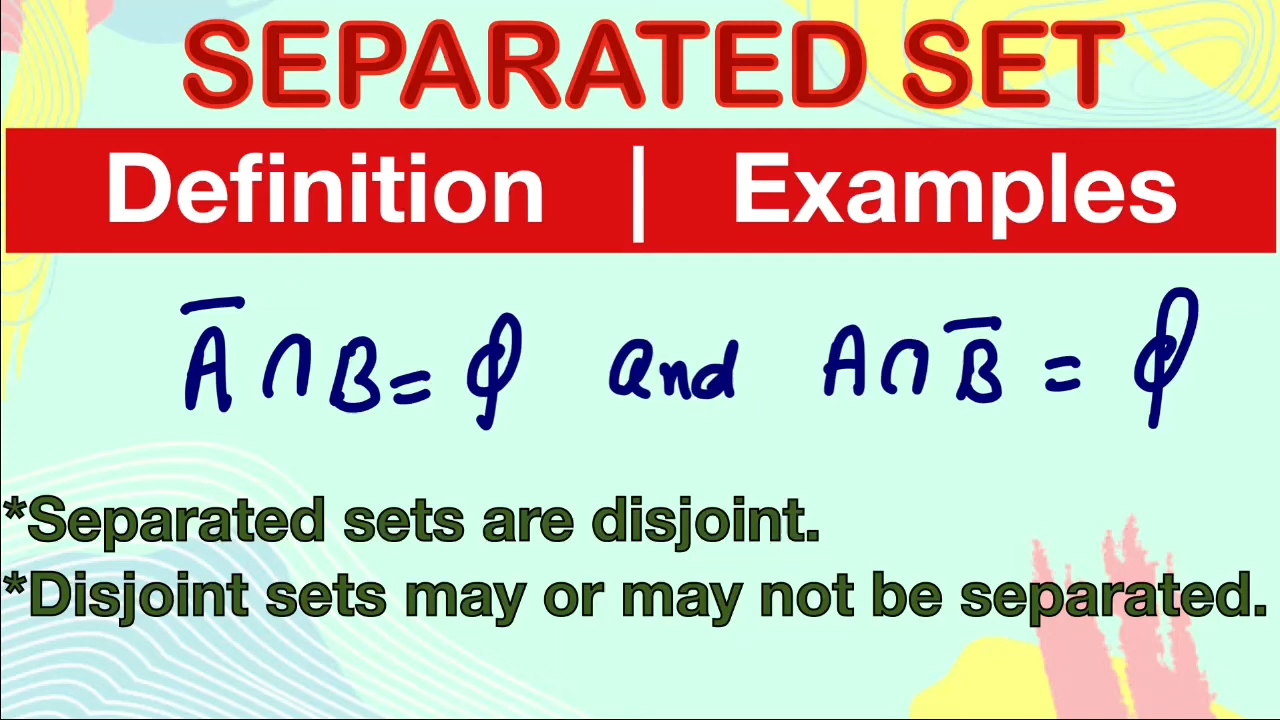 SEPARATED SET
Definition | Examples
A̅ ∩ B = ϕ and A ∩ B̅ = ϕ
*Separated sets are disjoint.
*Disjoint sets may or may not be separated.